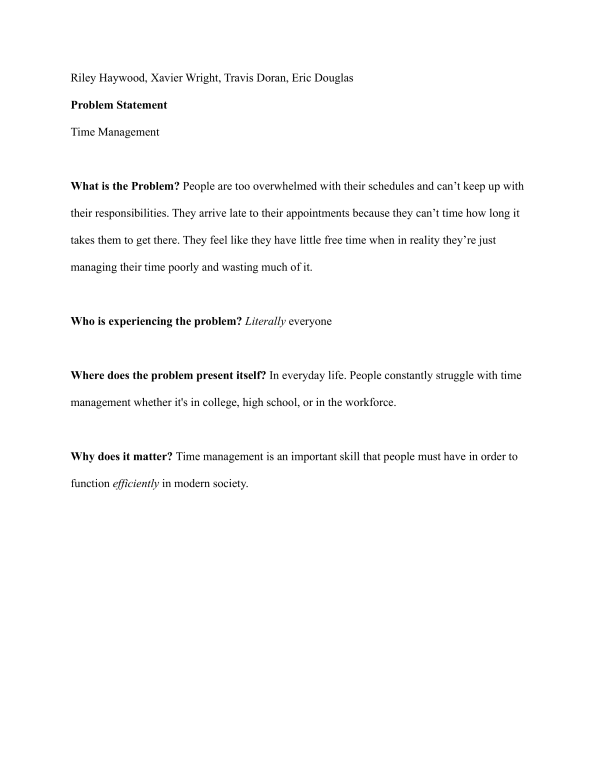 Riley Haywood, Xavier Wright, Travis Doran, Eric Douglas
Problem Statement
Time Management
What is the Problem? People are too overwhelmed with their schedules and can’t keep up with
their responsibilities. They arrive late to their appointments because they can’t time how long it
takes them to get there. They feel like they have little free time when in reality they’re just
managing their time poorly and wasting much of it.
Who is experiencing the problem? Literally everyone
Where does the problem present itself? In everyday life. People constantly struggle with time
management whether it's in college, high school, or in the workforce.
Why does it matter? Time management is an important skill that people must have in order to
function efficiently in modern society.